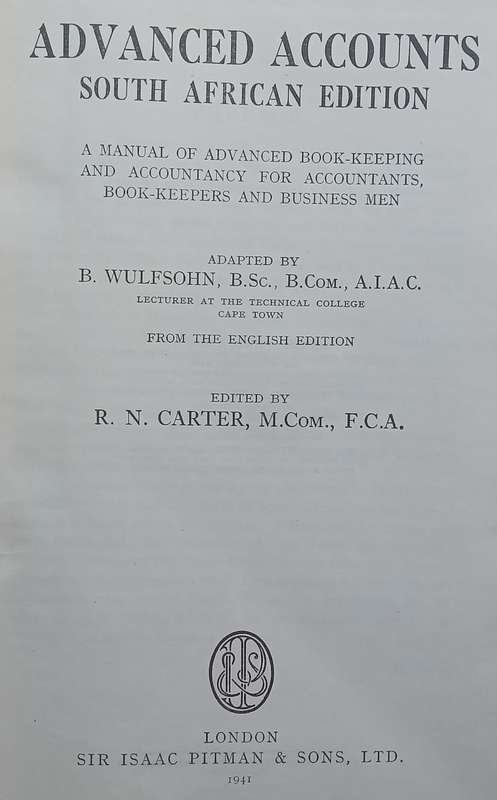 ADVANCED ACCOUNTS
SOUTH AFRICAN EDITION
A MANUAL OF ADVANCED BOOK-KEEPING
AND ACCOUNTANCY FOR ACCOUNTANTS,
BOOK-KEEPERS AND BUSINESS MEN
ADAPTED BY
B. WULFSOHN, B.Sc., B.Com., A.I.A.C.
LECTURER AT THE TECHNICAL COLLEGE
CAPE TOWN
FROM THE ENGLISH EDITION
EDITED BY
R. N. CARTER, M.Com., F.C.A.
LONDON
SIR ISAAC PITMAN & SONS, LTD.
1941